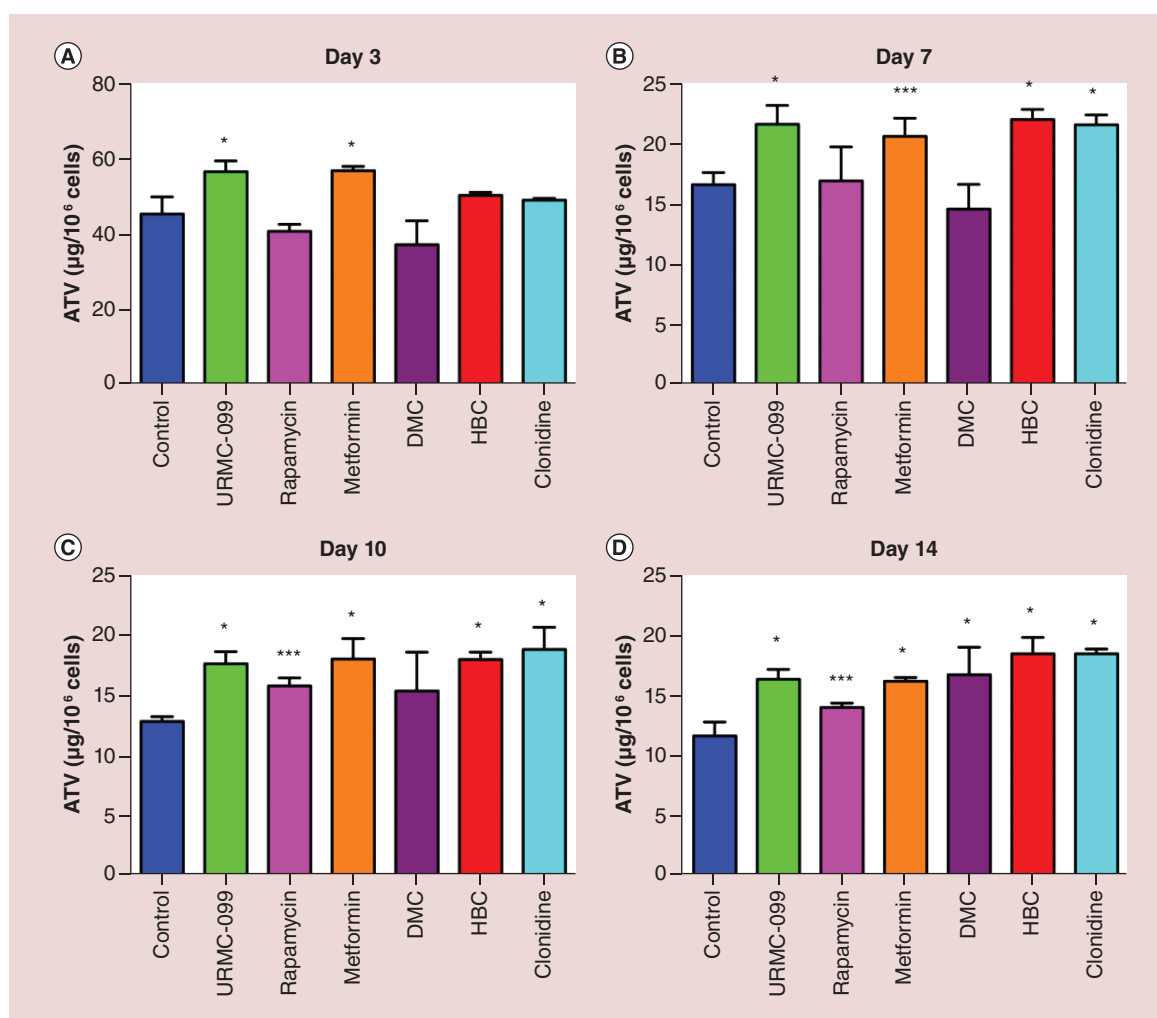 A
Day 3
ATV (µg/10⁶ cells)
80
60
40
20
0
*
*
Control
URMC-099
Rapamycin
Metformin
DMC
HBC
Clonidine
B
Day 7
ATV (µg/10⁶ cells)
25
20
15
10
5
0
*
***
*
*
Control
URMC-099
Rapamycin
Metformin
DMC
HBC
Clonidine
C
Day 10
ATV (µg/10⁶ cells)
25
20
15
10
5
0
*
***
*
*
*
Control
URMC-099
Rapamycin
Metformin
DMC
HBC
Clonidine
D
Day 14
ATV (µg/10⁶ cells)
25
20
15
10
5
0
*
***
*
*
*
*
Control
URMC-099
Rapamycin
Metformin
DMC
HBC
Clonidine